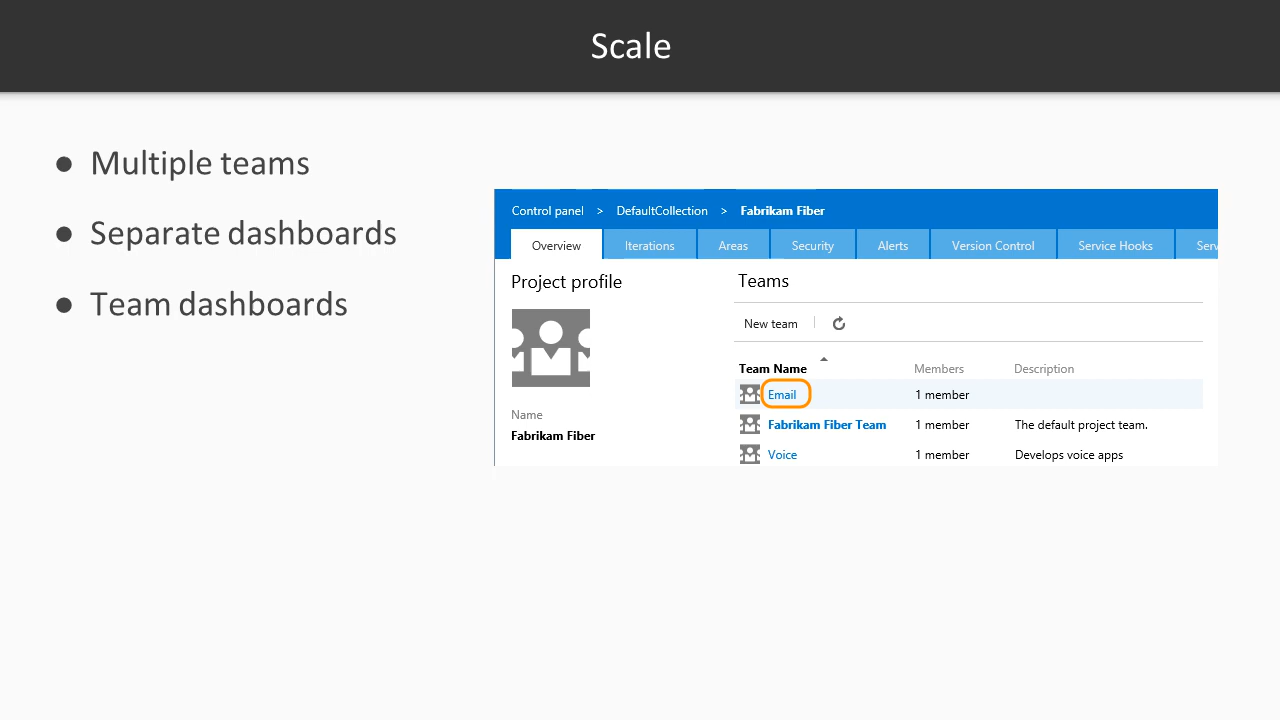 Scale
● Multiple teams
● Separate dashboards
● Team dashboards
Control panel > DefaultCollection > Fabrikam Fiber
Overview Iterations Areas Security Alerts Version Control Service Hooks Serv
Project profile
Teams
New team
Team Name Members Description
Email 1 member
Name
Fabrikam Fiber
Fabrikam Fiber Team 1 member The default project team.
Voice 1 member Develops voice apps